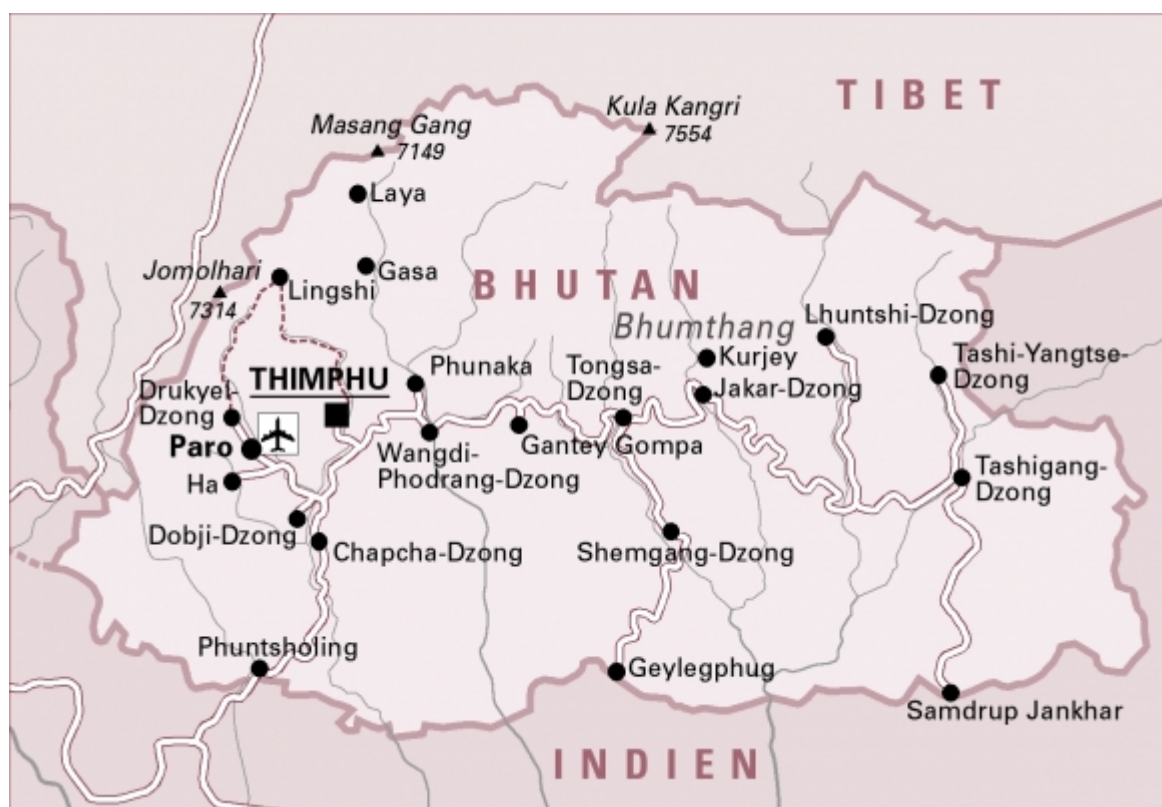 TIBET
Kula Kangri
7554
Masang Gang
7149
Laya
Jomolhari
7314
Lingshi
Gasa
BHUTAN
Bhumthang
Lhuntshi-Dzong
Kurjey
Tashi-Yangtse-
Dzong
THIMPHU
Phunaka
Tongsa-
Dzong
Jakar-Dzong
Drukyel-
Dzong
Paro
Gantey Gompa
Wangdi-
Phodrang-Dzong
Ha
Tashigang-
Dzong
Dobji-Dzong
Chapcha-Dzong
Shemgang-Dzong
Phuntsholing
Geylegphug
Samdrup Jankhar
INDIEN